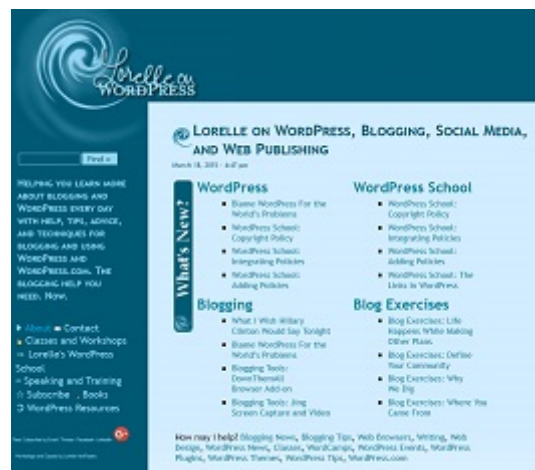 Lorelle on
WORDPRESS
LORELLE ON WORDPRESS, BLOGGING, SOCIAL MEDIA,
AND WEB PUBLISHING
March 18, 2015 - 4:47 pm
Find »
HELPING YOU LEARN MORE
ABOUT BLOGGING AND
WORDPRESS EVERY DAY
WITH HELP, TIPS, ADVICE,
AND TECHNIQUES FOR
BLOGGING AND USING
WORDPRESS AND
WORDPRESS.COM. THE
BLOGGING HELP YOU
NEED. NOW.
About Contact
Classes and Workshops
Lorelle's WordPress
School
Speaking and Training
Subscribe Books
WordPress Resources
What's New?
WordPress
Blame WordPress For the
World's Problems
WordPress School:
Copyright Policy
WordPress School:
Integrating Policies
WordPress School:
Adding Policies
WordPress School
WordPress School:
Copyright Policy
WordPress School:
Integrating Policies
WordPress School:
Adding Policies
WordPress School: The
Links in WordPress
Blogging
What I Wish Hillary
Clinton Would Say Tonight
Blame WordPress For the
World's Problems
Blogging Tools:
DownThemAll
Browser Add-on
Blogging Tools: Jing
Screen Capture and Video
Blog Exercises
Blog Exercises: Life
Happens While Making
Other Plans
Blog Exercises: Define
Your Community
Blog Exercises: Why
We Dig
Blog Exercises: Where You
Came From
How may I help? Blogging News, Blogging Tips, Web Browsers, Writing, Web
Design, WordPress News, Classes, WordCamps, WordPress Events, WordPress
Plugins, WordPress Themes, WordPress Tips, WordPress.com